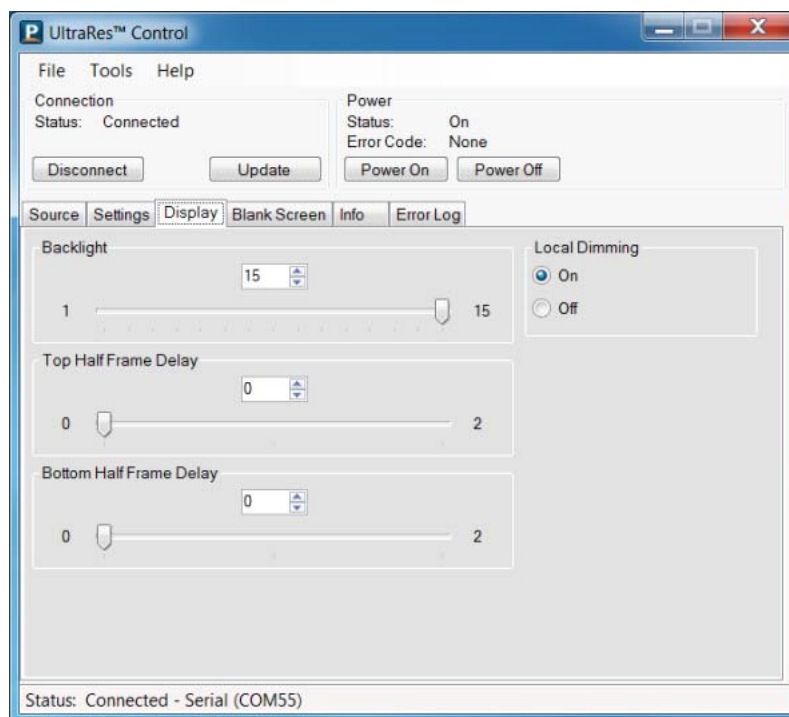 P UltraRes™ Control
File Tools Help
Connection
Status: Connected
Disconnect Update
Power
Status: On
Error Code: None
Power On Power Off
Source Settings Display Blank Screen Info Error Log
Backlight
15
1 15
Local Dimming
On
Off
Top Half Frame Delay
0
0 2
Bottom Half Frame Delay
0
0 2
Status: Connected - Serial (COM55)